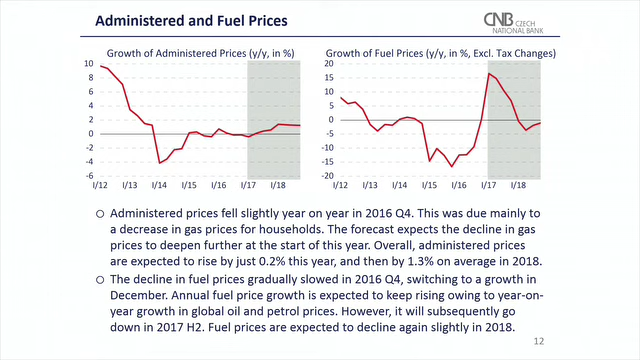 Administered and Fuel Prices
CNB CZECH
NATIONAL BANK
Growth of Administered Prices (y/y, in %)
10
8
6
4
2
0
-2
-4
-6
I/12 I/13 I/14 I/15 I/16 I/17 I/18
Growth of Fuel Prices (y/y, in %, Excl. Tax Changes)
20
15
10
5
0
-5
-10
-15
-20
I/12 I/13 I/14 I/15 I/16 I/17 I/18
Administered prices fell slightly year on year in 2016 Q4. This was due mainly to
a decrease in gas prices for households. The forecast expects the decline in gas
prices to deepen further at the start of this year. Overall, administered prices
are expected to rise by just 0.2% this year, and then by 1.3% on average in 2018.
The decline in fuel prices gradually slowed in 2016 Q4, switching to a growth in
December. Annual fuel price growth is expected to keep rising owing to year-on-
year growth in global oil and petrol prices. However, it will subsequently go
down in 2017 H2. Fuel prices are expected to decline again slightly in 2018.
12